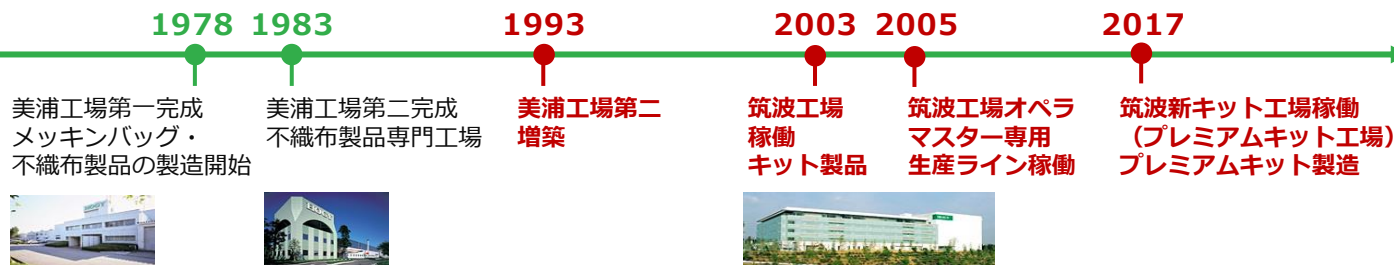 1978
1983
1993
2003
2005
2017
美浦工場第一完成
メッキンバッグ・
不織布製品の製造開始
美浦工場第二完成
不織布製品専門工場
美浦工場第二
増築
筑波工場
稼働
キット製品
筑波工場オペラ
マスター専用
生産ライン稼働
筑波新キット工場稼働
（プレミアムキット工場）
プレミアムキット製造